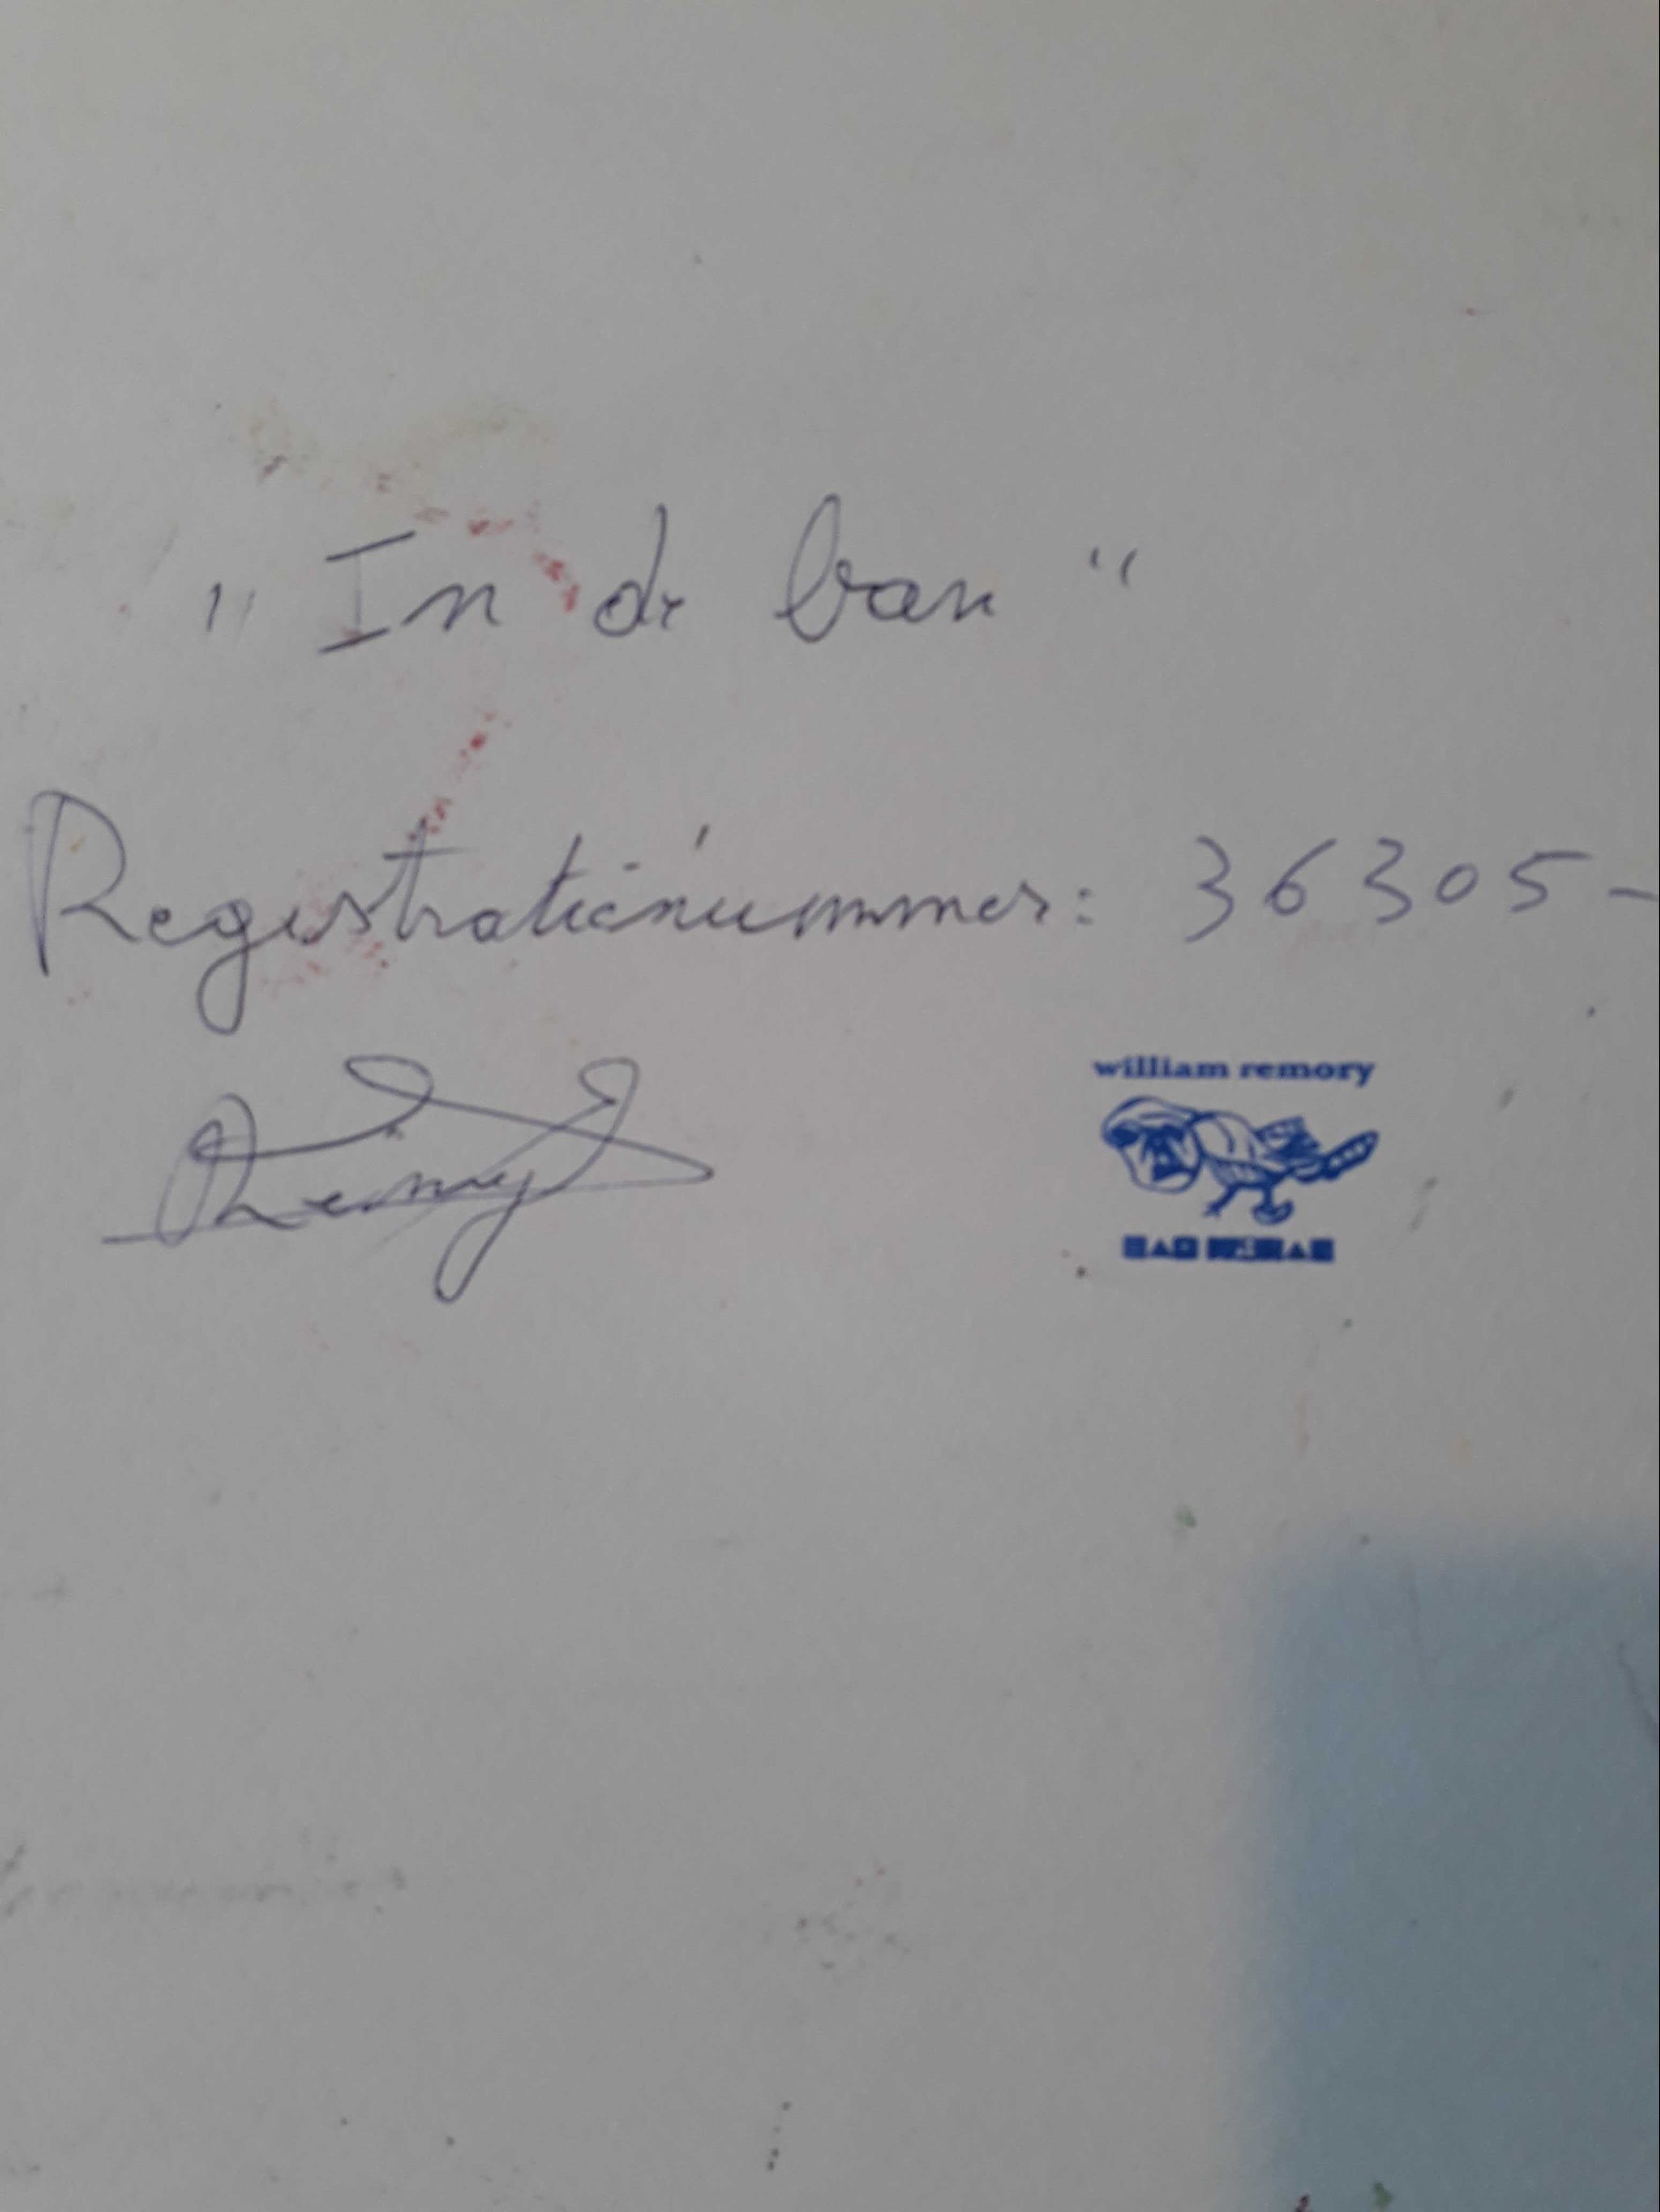 " In de ban "
Registratienummer: 36305-
william remory